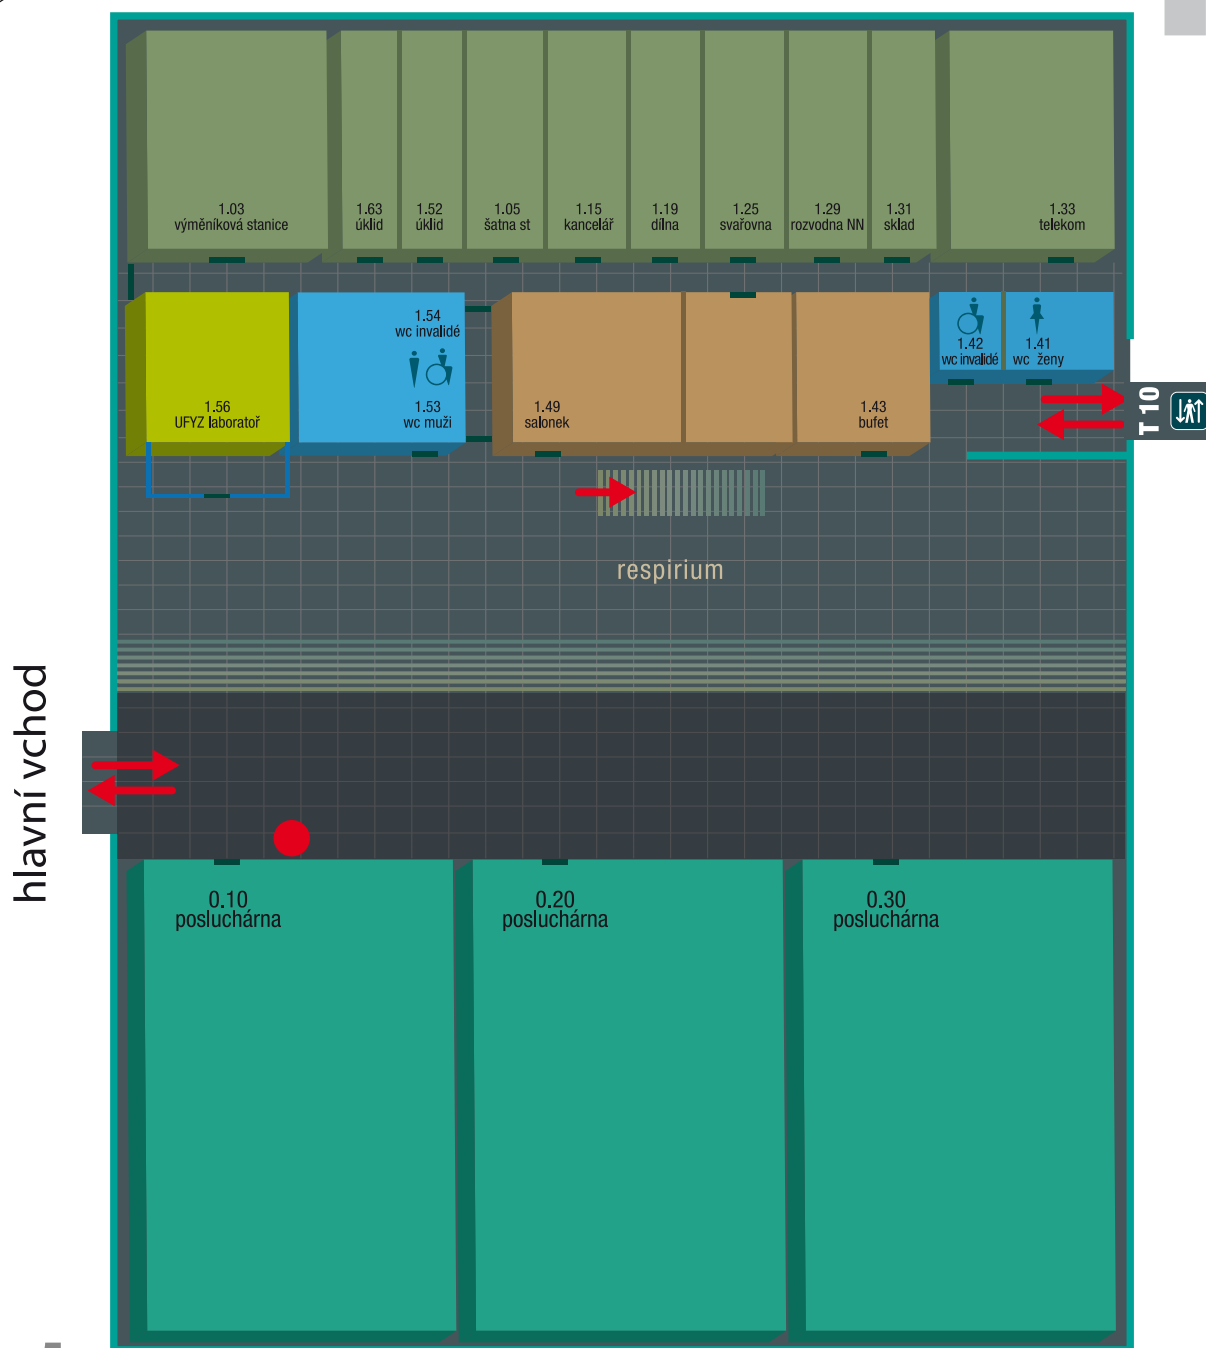 1.03
výměníková stanice
1.63
úklid
1.52
úklid
1.05
šatna st
1.15
kancelář
1.19
dílna
1.25
svařovna
1.29
rozvodna NN
1.31
sklad
1.33
telekom
1.56
UFYZ laboratoř
1.54
wc invalidé
1.53
wc muži
1.49
salonek
1.43
bufet
1.42
wc invalidé
1.41
wc ženy
T 10
respirium
hlavní vchod
0.10
posluchárna
0.20
posluchárna
0.30
posluchárna